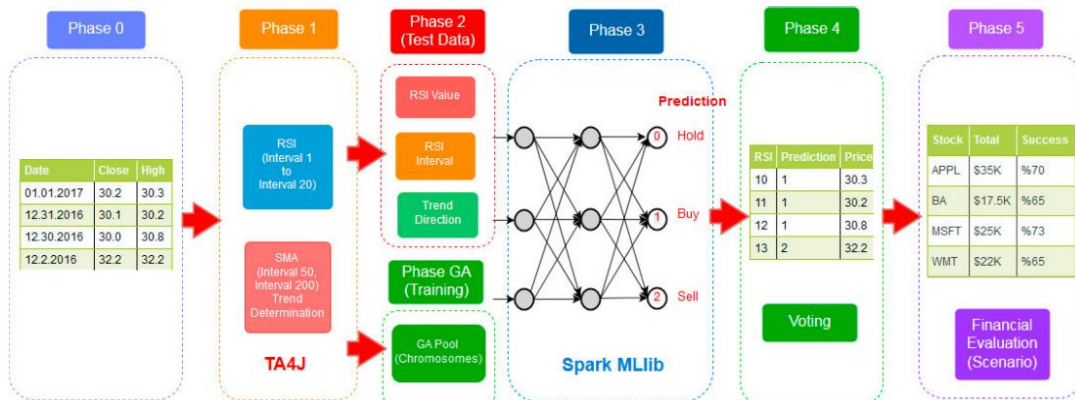 Phase 0
Date Close High
01.01.2017 30.2 30.3
12.31.2016 30.1 30.2
12.30.2016 30.0 30.8
12.2.2016 32.2 32.2
Phase 1
RSI
(Interval 1
to
Interval 20)
SMA
(Interval 50,
Interval 200)
Trend
Determination
TA4J
Phase 2
(Test Data)
RSI Value
RSI
Interval
Trend
Direction
Phase GA
(Training)
GA Pool
(Chromosomes)
Phase 3
Prediction
0 Hold
1 Buy
2 Sell
Spark MLlib
Phase 4
RSI Prediction Price
10 1 30.3
11 1 30.2
12 1 30.8
13 2 32.2
Voting
Phase 5
Stock Total Success
APPL $35K %70
BA $17.5K %65
MSFT $25K %73
WMT $22K %65
Financial
Evaluation
(Scenario)